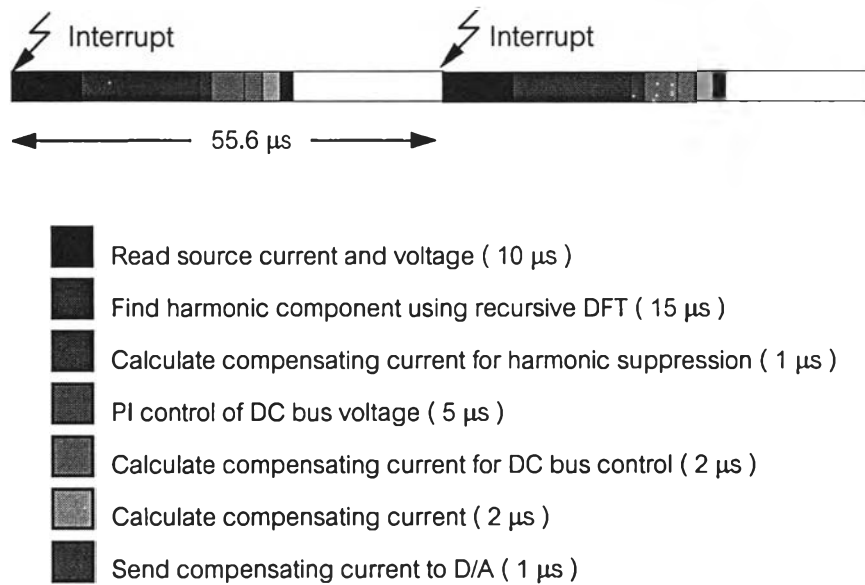 Interrupt
Interrupt
55.6 μs
Read source current and voltage ( 10 μs )
Find harmonic component using recursive DFT ( 15 μs )
Calculate compensating current for harmonic suppression ( 1 μs )
PI control of DC bus voltage ( 5 μs )
Calculate compensating current for DC bus control ( 2 μs )
Calculate compensating current ( 2 μs )
Send compensating current to D/A ( 1 μs )